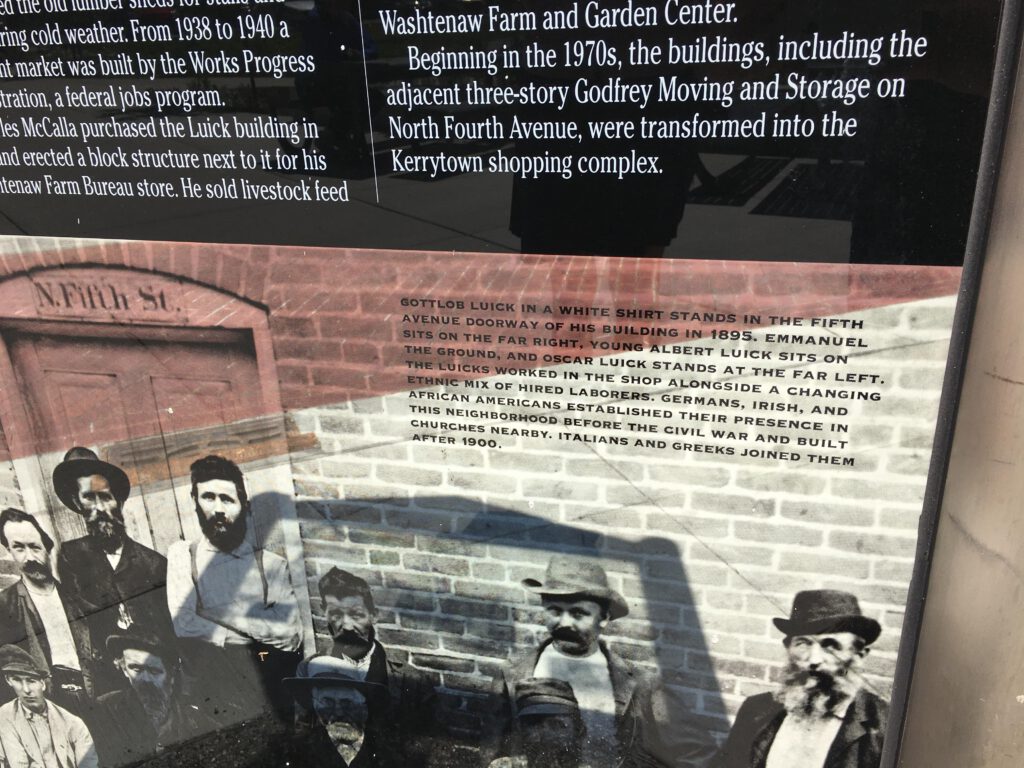 ed the old lumber sheds for stalls and
ring cold weather. From 1938 to 1940 a
nt market was built by the Works Progress
stration, a federal jobs program.
les McCalla purchased the Luick building in
and erected a block structure next to it for his
htenaw Farm Bureau store. He sold livestock feed
Washtenaw Farm and Garden Center.
Beginning in the 1970s, the buildings, including the
adjacent three-story Godfrey Moving and Storage on
North Fourth Avenue, were transformed into the
Kerrytown shopping complex.
N. Fifth St.
GOTTLOB LUICK IN A WHITE SHIRT STANDS IN THE FIFTH
AVENUE DOORWAY OF HIS BUILDING IN 1895. EMMANUEL
SITS ON THE FAR RIGHT, YOUNG ALBERT LUICK SITS ON
THE GROUND, AND OSCAR LUICK STANDS AT THE FAR LEFT.
THE LUICKS WORKED IN THE SHOP ALONGSIDE A CHANGING
ETHNIC MIX OF HIRED LABORERS. GERMANS, IRISH, AND
AFRICAN AMERICANS ESTABLISHED THEIR PRESENCE IN
THIS NEIGHBORHOOD BEFORE THE CIVIL WAR AND BUILT
CHURCHES NEARBY. ITALIANS AND GREEKS JOINED THEM
AFTER 1900.